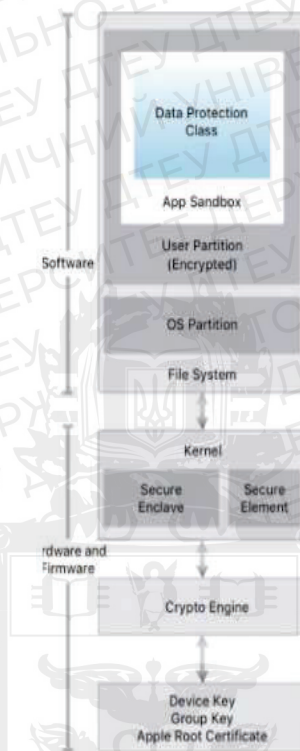 Data Protection
Class
App Sandbox
User Partition
(Encrypted)
Software
OS Partition
File System
Kernel
Secure
Enclave
Secure
Element
rdware and
Firmware
Crypto Engine
Device Key
Group Key
Apple Root Certificate